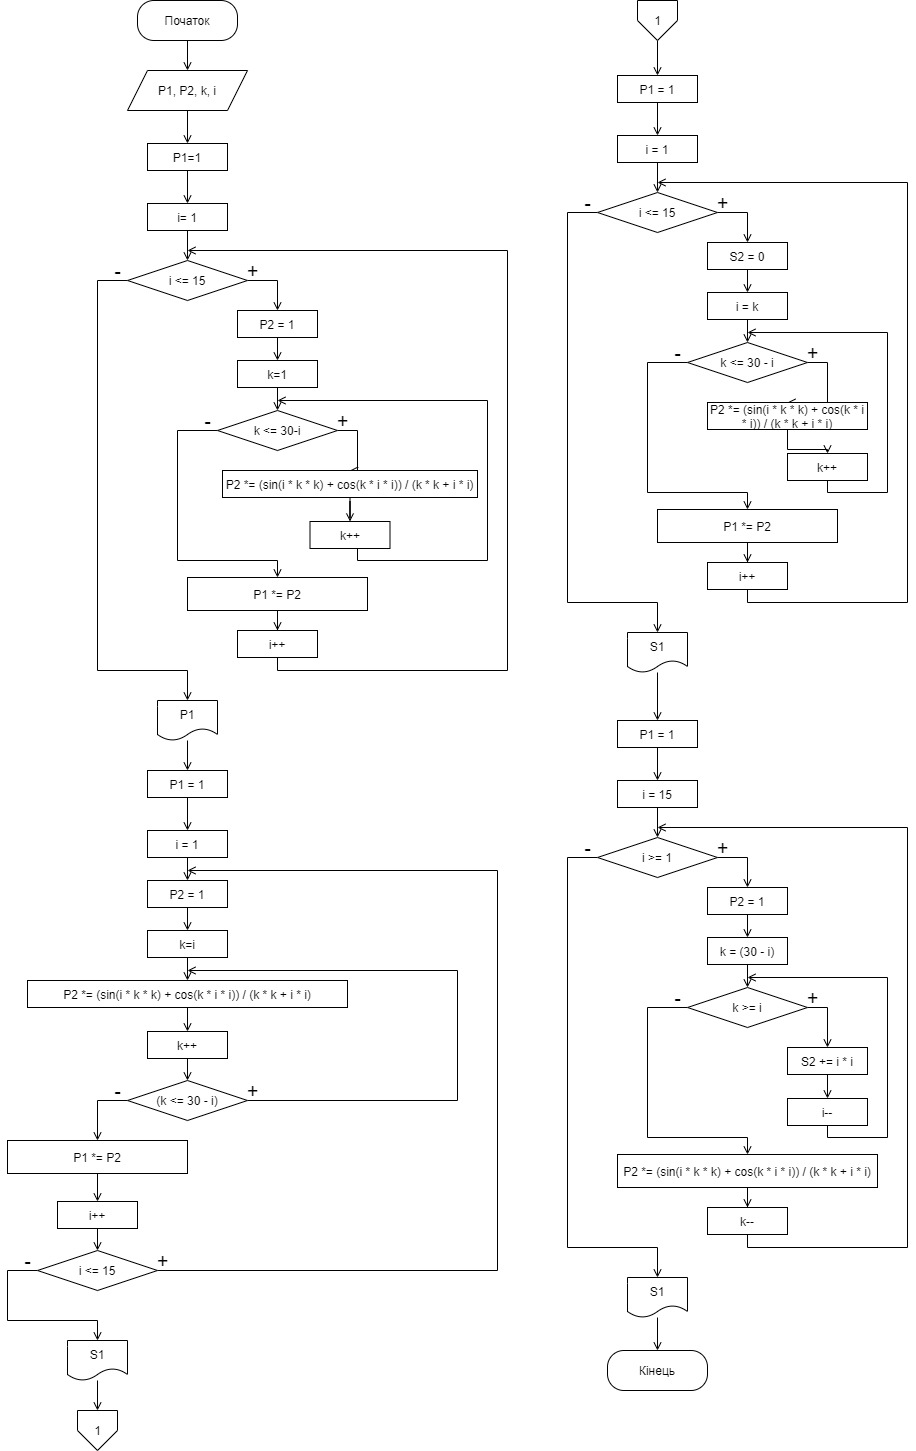 Початок
P1, P2, k, i
P1=1
i= 1
i <= 15
-
+
P2 = 1
k=1
k <= 30-i
-
+
P2 *= (sin(i * k * k) + cos(k * i * i)) / (k * k + i * i)
k++
P1 *= P2
i++
P1
P1 = 1
i = 1
P2 = 1
k=i
P2 *= (sin(i * k * k) + cos(k * i * i)) / (k * k + i * i)
k++
(k <= 30 - i)
-
+
P1 *= P2
i++
i <= 15
-
+
S1
1
1
P1 = 1
i = 1
i <= 15
-
+
S2 = 0
i = k
k <= 30 - i
-
+
P2 *= (sin(i * k * k) + cos(k * i
* i)) / (k * k + i * i)
k++
P1 *= P2
i++
S1
P1 = 1
i = 15
i >= 1
-
+
P2 = 1
k = (30 - i)
k >= i
-
+
S2 += i * i
i--
P2 *= (sin(i * k * k) + cos(k * i * i)) / (k * k + i * i)
k--
S1
Кінець